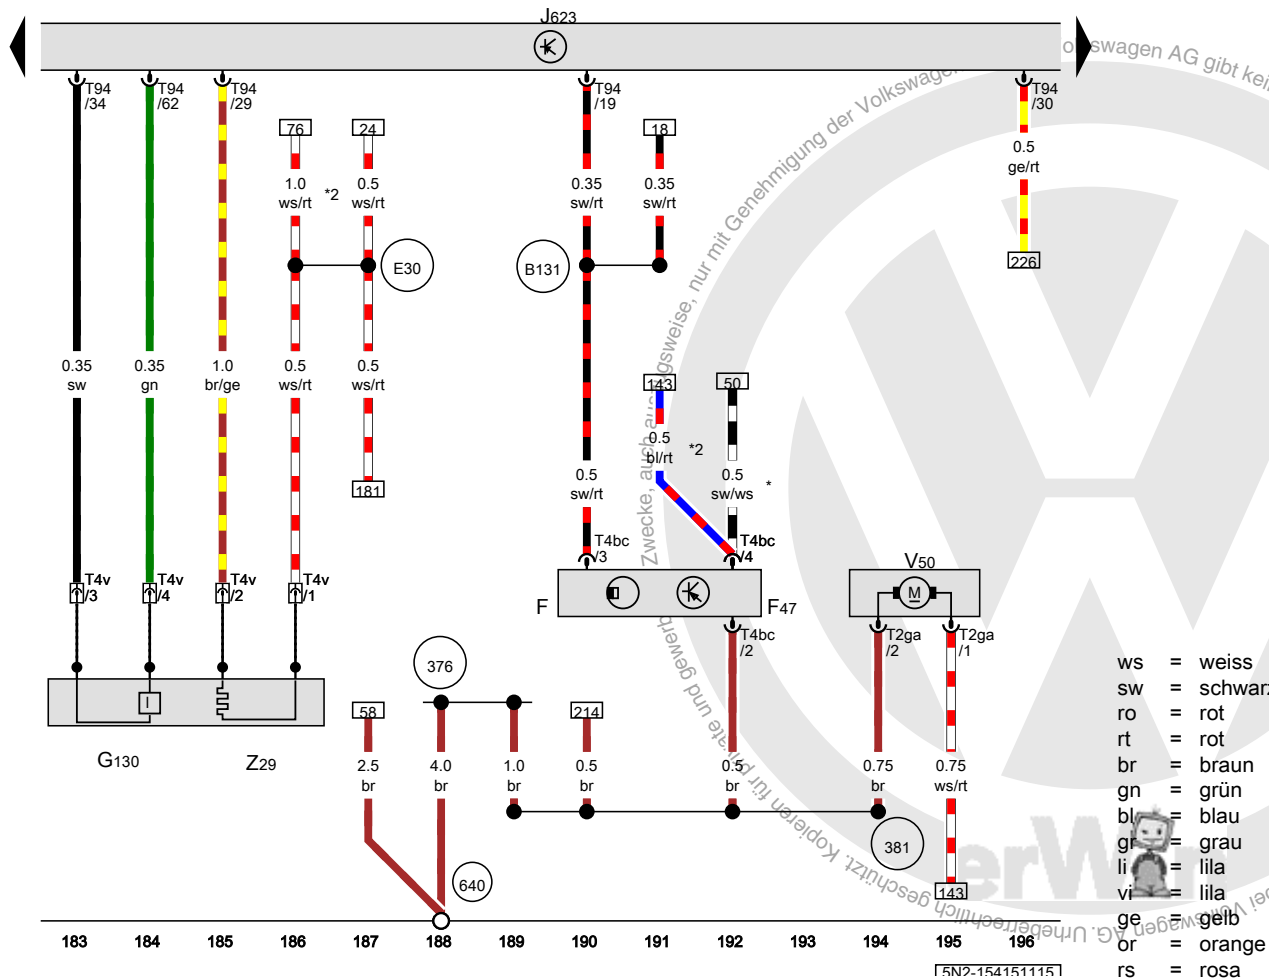 J623
T94
/34
T94
/62
T94
/29
T94
/19
T94
/30
76
24
18
1.0
ws/rt
*2
0.5
ws/rt
0.35
sw/rt
0.35
sw/rt
0.5
ge/rt
E30
B131
226
0.35
sw
0.35
gn
1.0
br/ge
0.5
ws/rt
0.5
ws/rt
143
50
0.5
bl/rt
*2
0.5
sw/rt
0.5
sw/ws
*
181
T4bc
/3
T4bc
/4
T4v
/3
T4v
/4
T4v
/2
T4v
/1
F
F47
V50
M
T4bc
/2
T2ga
/2
T2ga
/1
376
I
58
214
G130
Z29
2.5
br
4.0
br
1.0
br
0.5
br
0.5
br
0.75
br
0.75
ws/rt
381
640
143
183 184 185 186 187 188 189 190 191 192 193 194 195 196
5N2-154151115
ws = weiss
sw = schwarz
ro = rot
rt = rot
br = braun
gn = grün
bl = blau
gr = grau
li = lila
vi = lila
ge = gelb
or = orange
rs = rosa
erWin